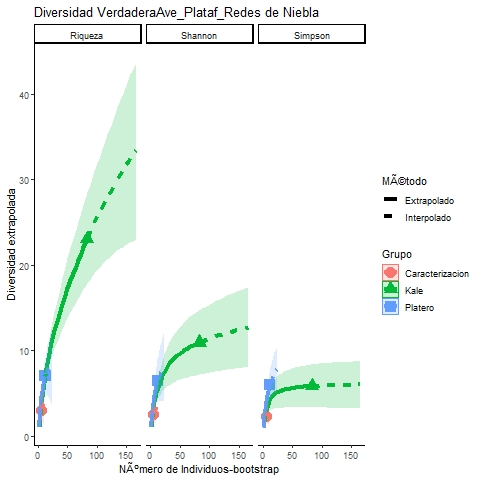 Diversidad VerdaderaAve_Plataf_Redes de Niebla
Riqueza
Shannon
Simpson
Diversidad extrapolada
40
30
20
10
0
0 50 100 150
0 50 100 150
0 50 100 150
NÃºmero de Individuos-bootstrap
MÃ©todo
Extrapolado
Interpolado
Grupo
Caracterizacion
Kale
Platero